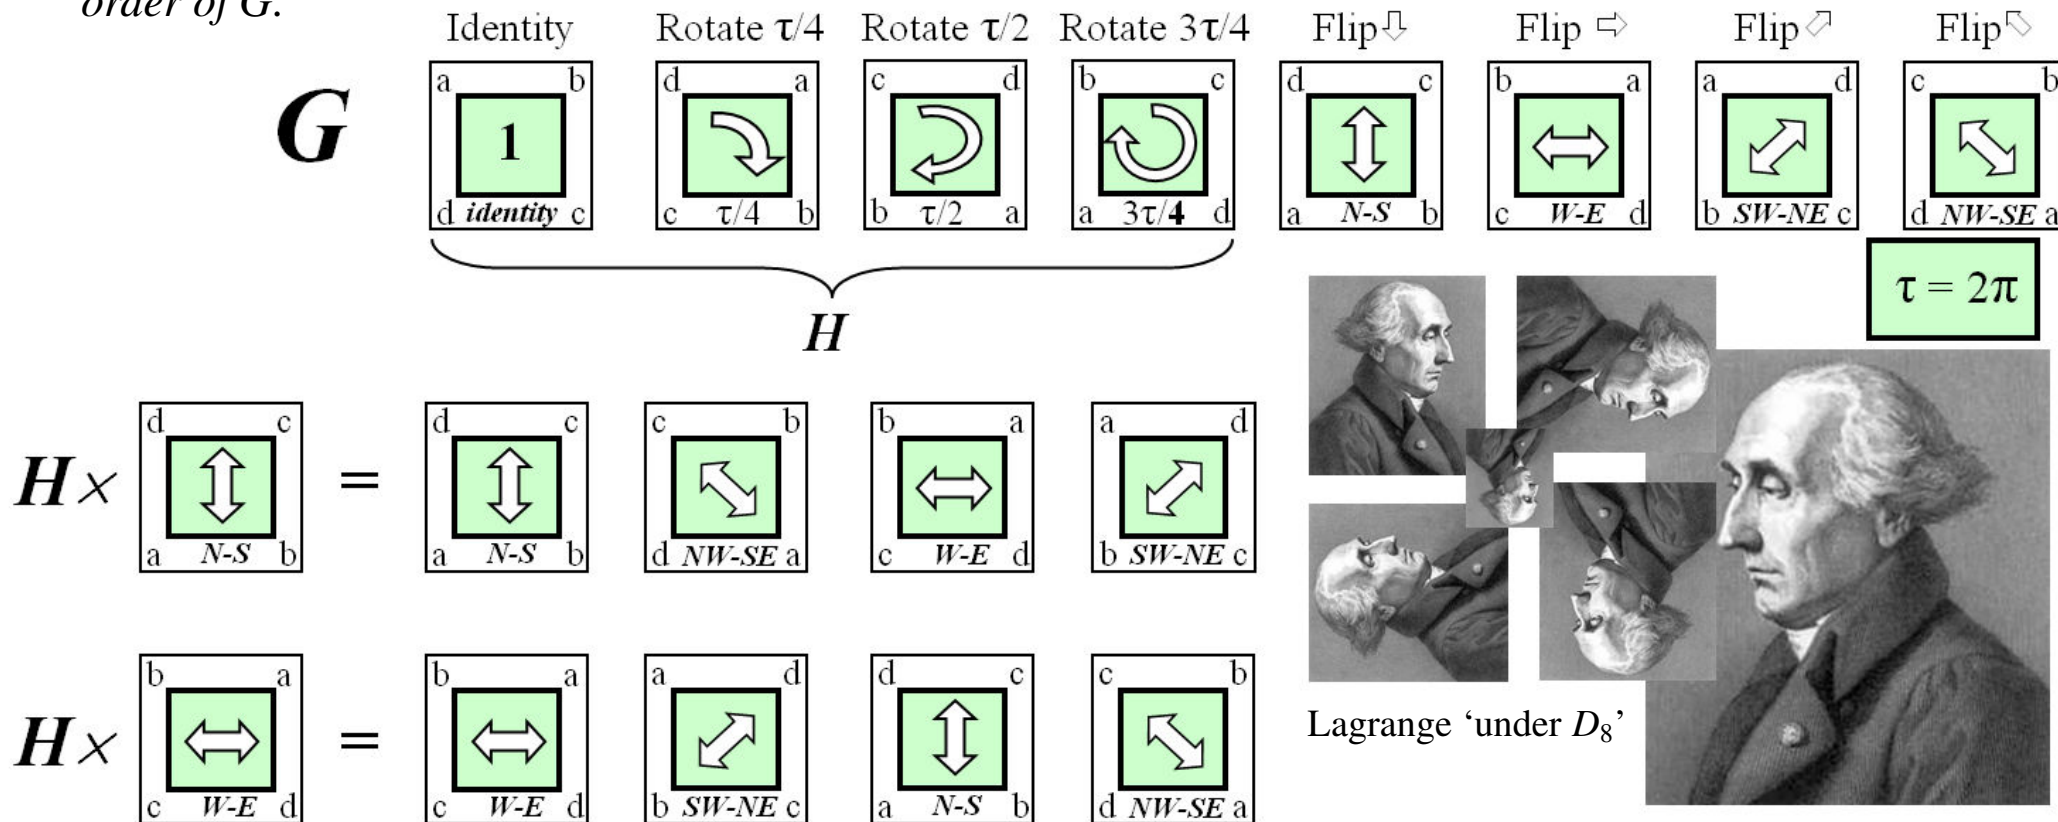 order of G.
Identity Rotate τ/4 Rotate τ/2 Rotate 3τ/4 Flip⇩ Flip ⇨ Flip⬀ Flip⬁
a b d a c d b c d c b a a d c b
G 1
d identity c c τ/4 b b τ/2 a a 3τ/4 d a N-S b c W-E d b SW-NE c d NW-SE a
τ = 2π
H
d c d c c b b a a d
H× =
a N-S b a N-S b d NW-SE a c W-E d b SW-NE c
b a b a a d d c c b
H× =
c W-E d c W-E d b SW-NE c a N-S b d NW-SE a
Lagrange ‘under D₈’